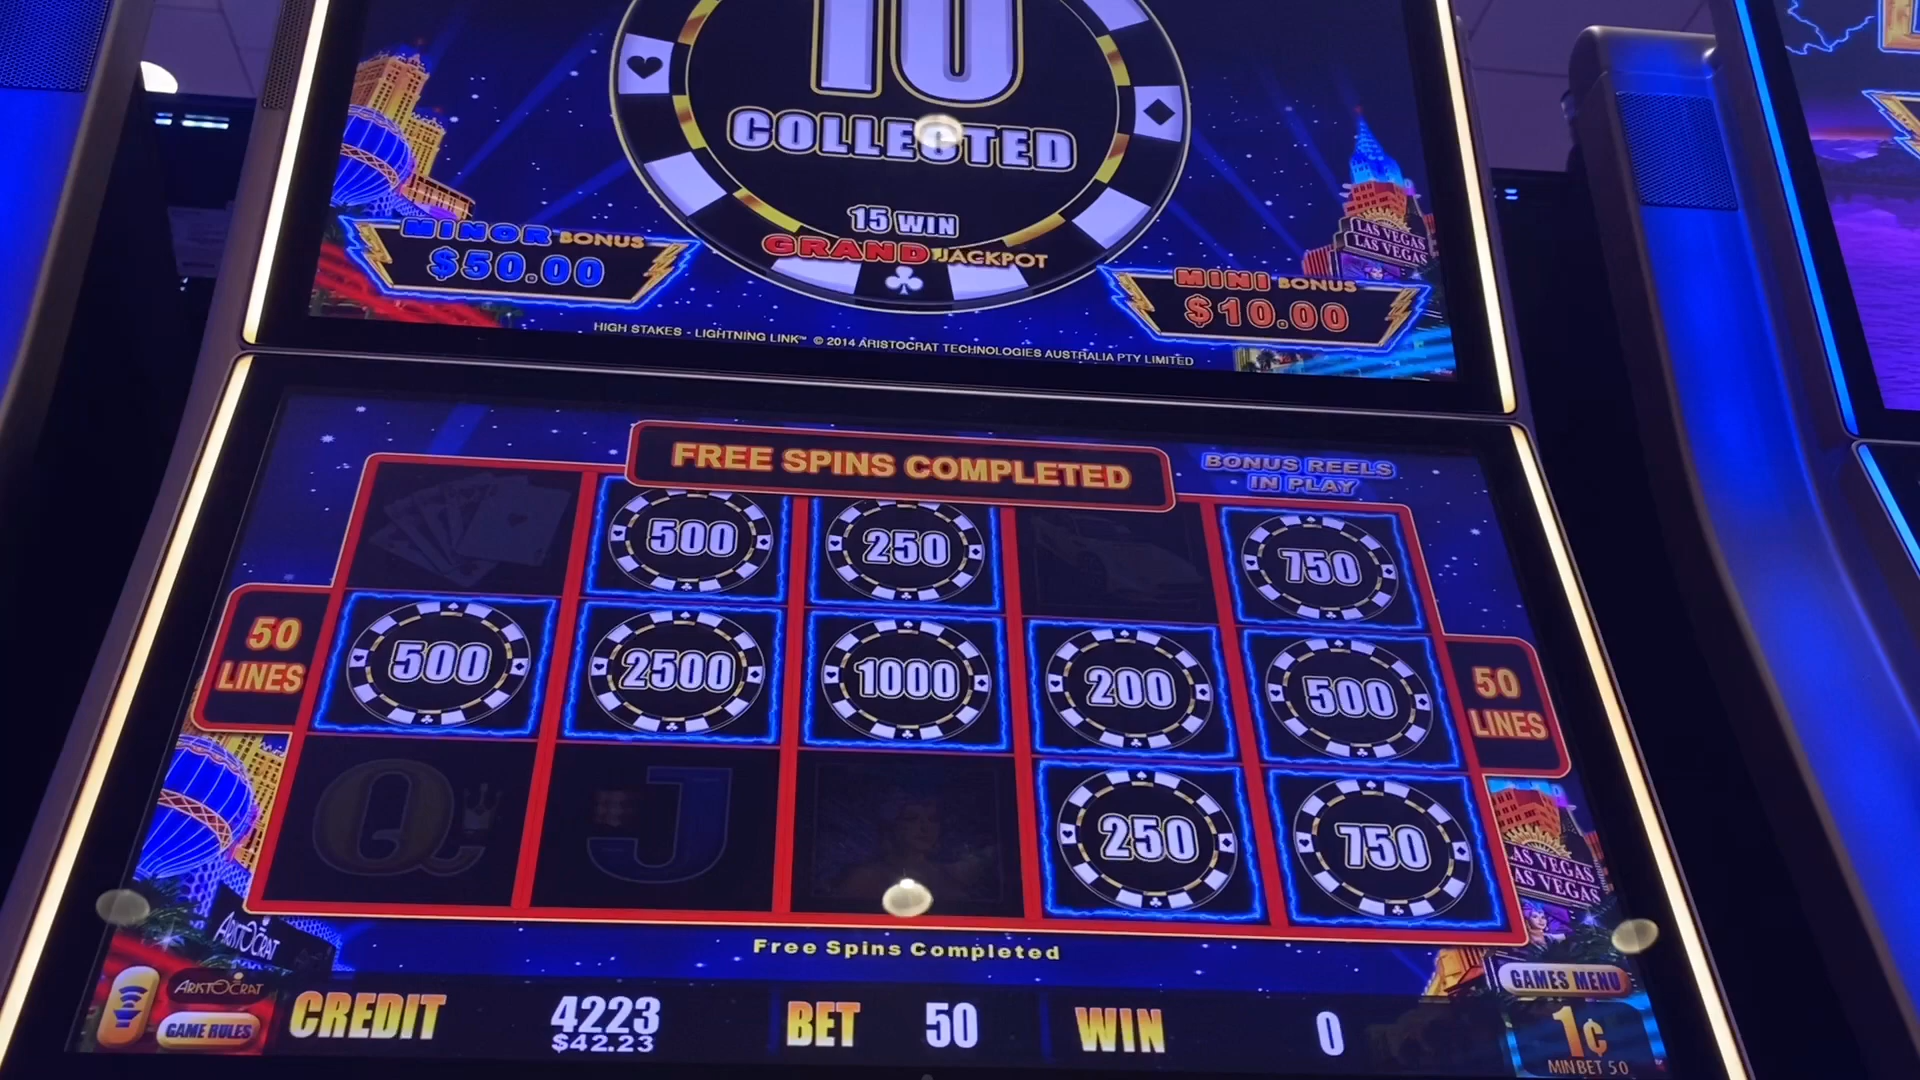 10
COLLECTED
15 WIN
GRAND JACKPOT
MINOR BONUS
$50.00
MINI BONUS
$10.00
LAS VEGAS
LAS VEGAS
HIGH STAKES - LIGHTNING LINK™ © 2014 ARISTOCRAT TECHNOLOGIES AUSTRALIA PTY LIMITED
FREE SPINS COMPLETED
BONUS REELS
IN PLAY
500 250 750
50
LINES
500 2500 1000 200 500
50
LINES
Q J 250 750
LAS VEGAS
LAS VEGAS
ARISTOCRAT
Free Spins Completed
ARISTOCRAT
GAME RULES
CREDIT 4223 BET 50 WIN 0
$42.23
GAMES MENU
1¢
MIN BET 50